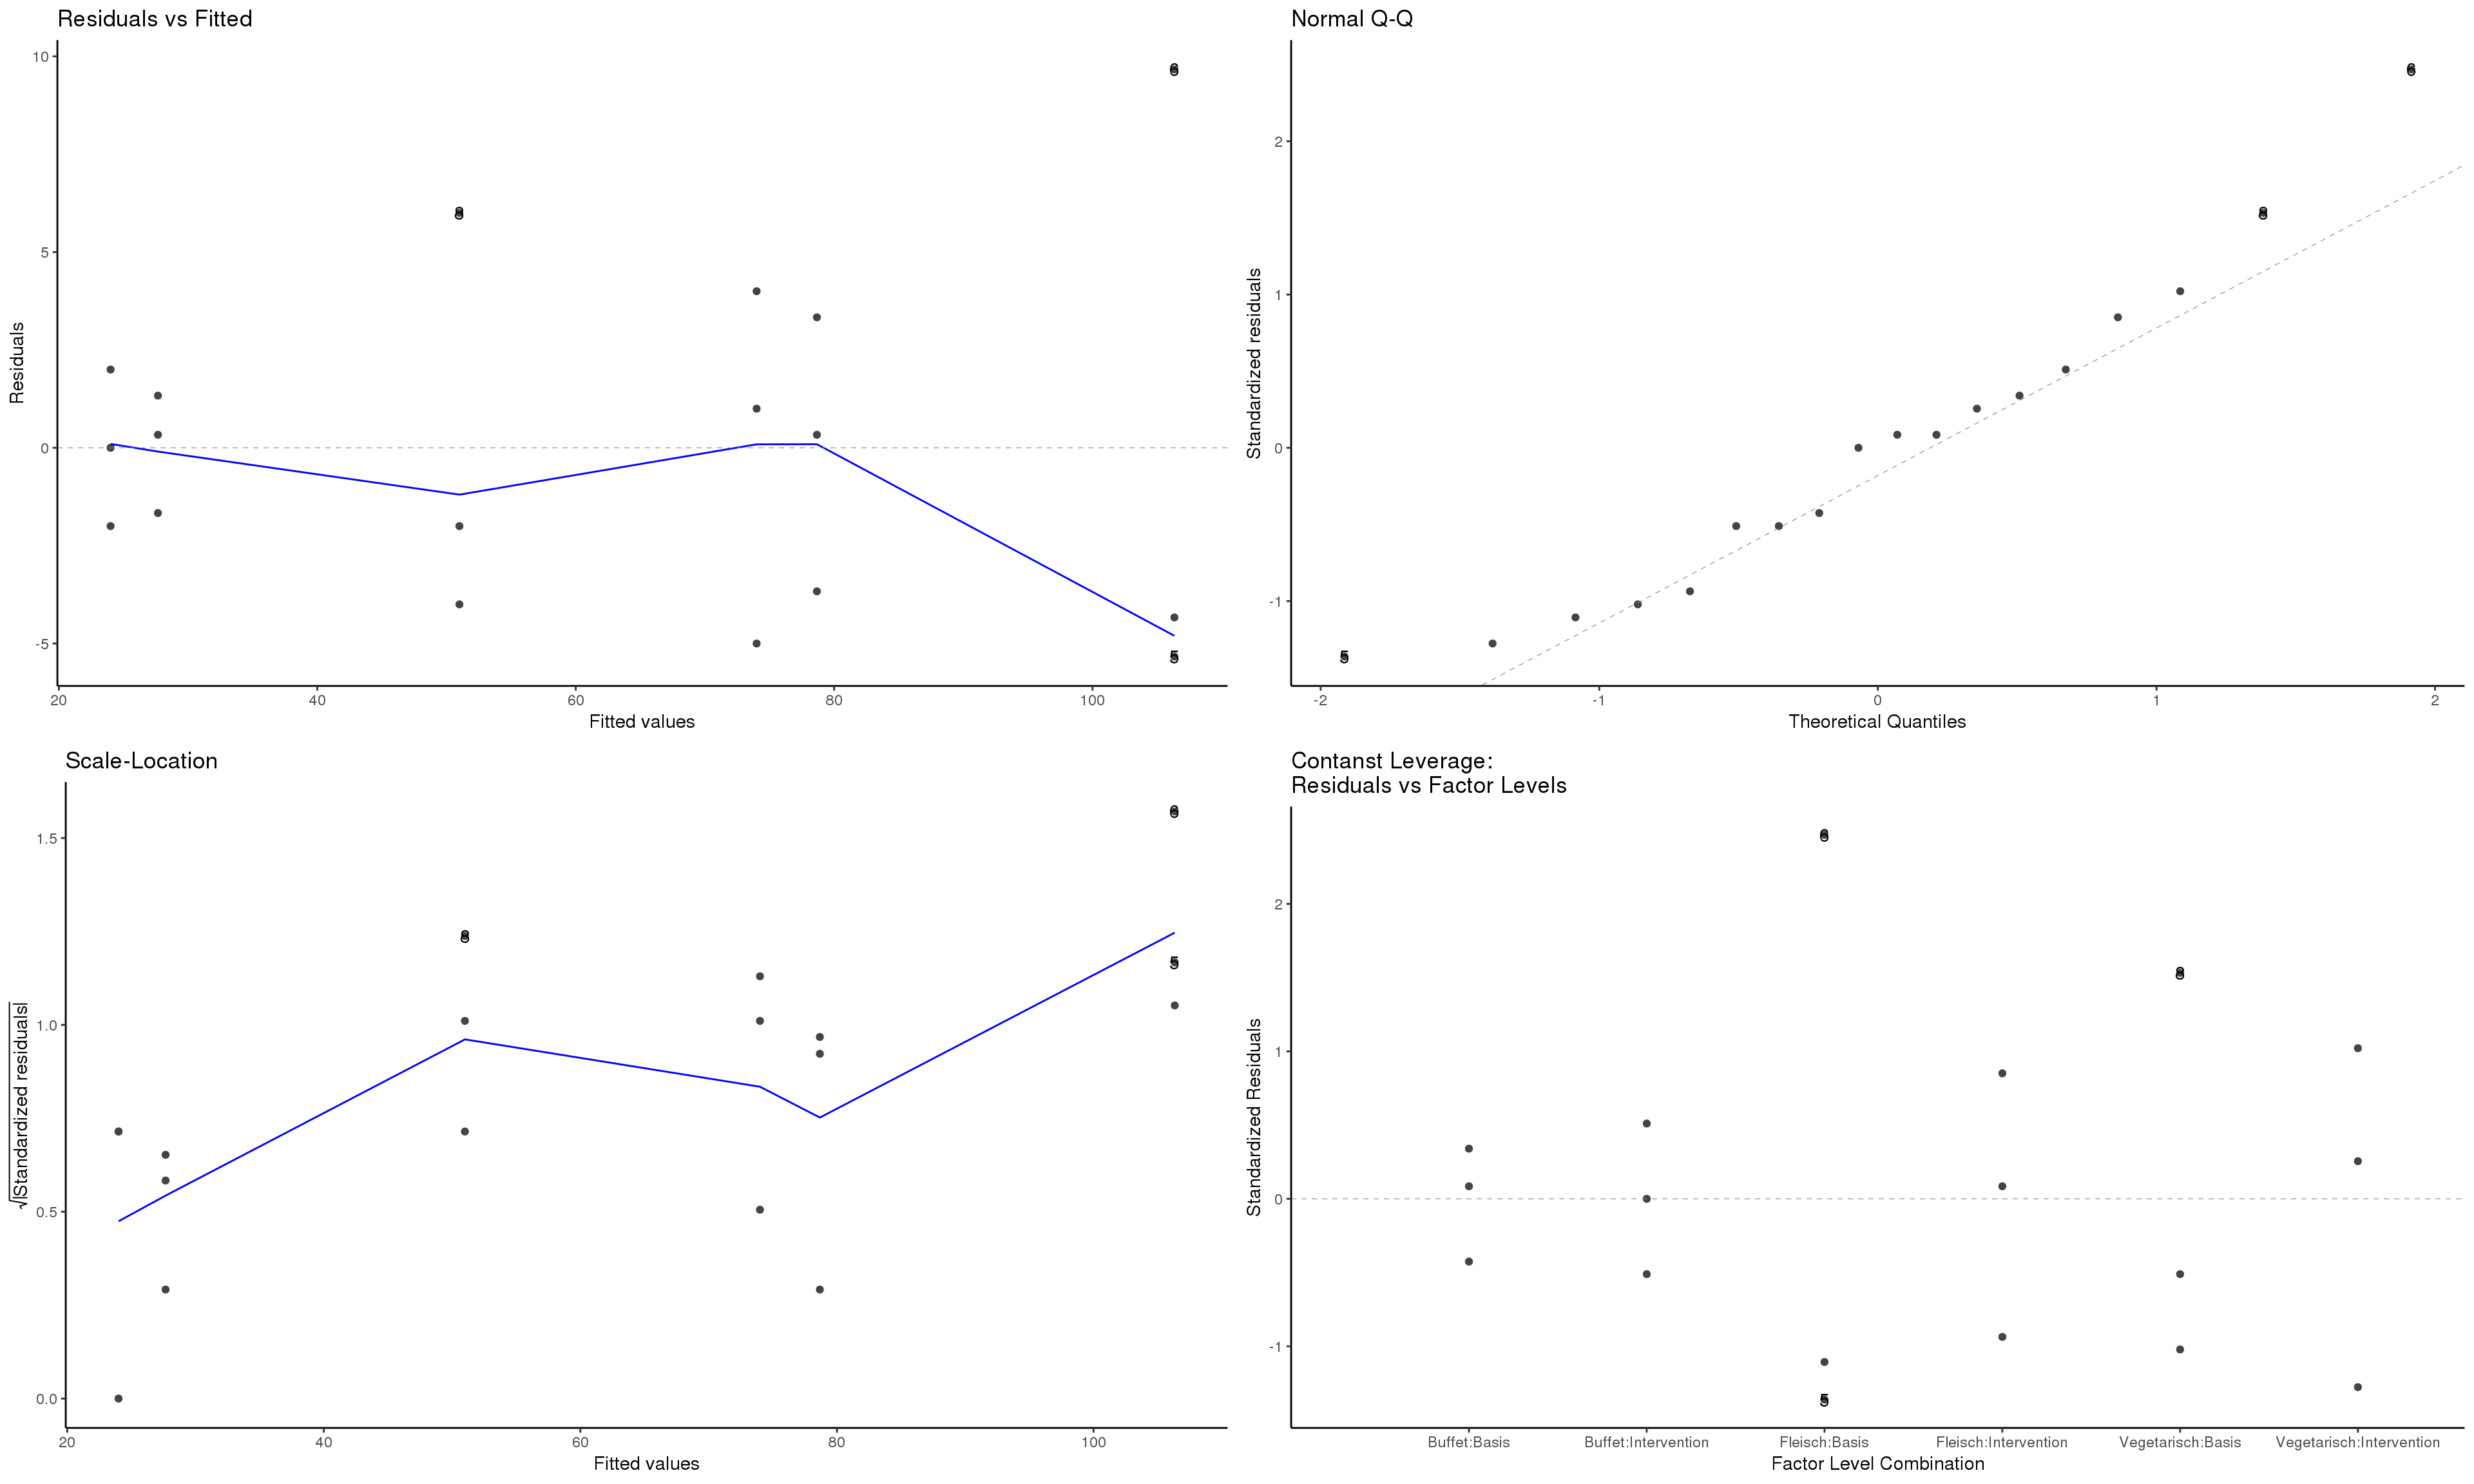 Residuals vs Fitted
10
5
0
-5
Residuals
20
40
60
80
100
Fitted values
Normal Q-Q
2
1
0
-1
Standardized residuals
-2
-1
0
1
2
Theoretical Quantiles
Scale-Location
1.5
1.0
0.5
0.0
√|Standardized residuals|
20
40
60
80
100
Fitted values
Contanst Leverage:
Residuals vs Factor Levels
2
1
0
-1
Standardized Residuals
Buffet:Basis
Buffet:Intervention
Fleisch:Basis
Fleisch:Intervention
Vegetarisch:Basis
Vegetarisch:Intervention
Factor Level Combination